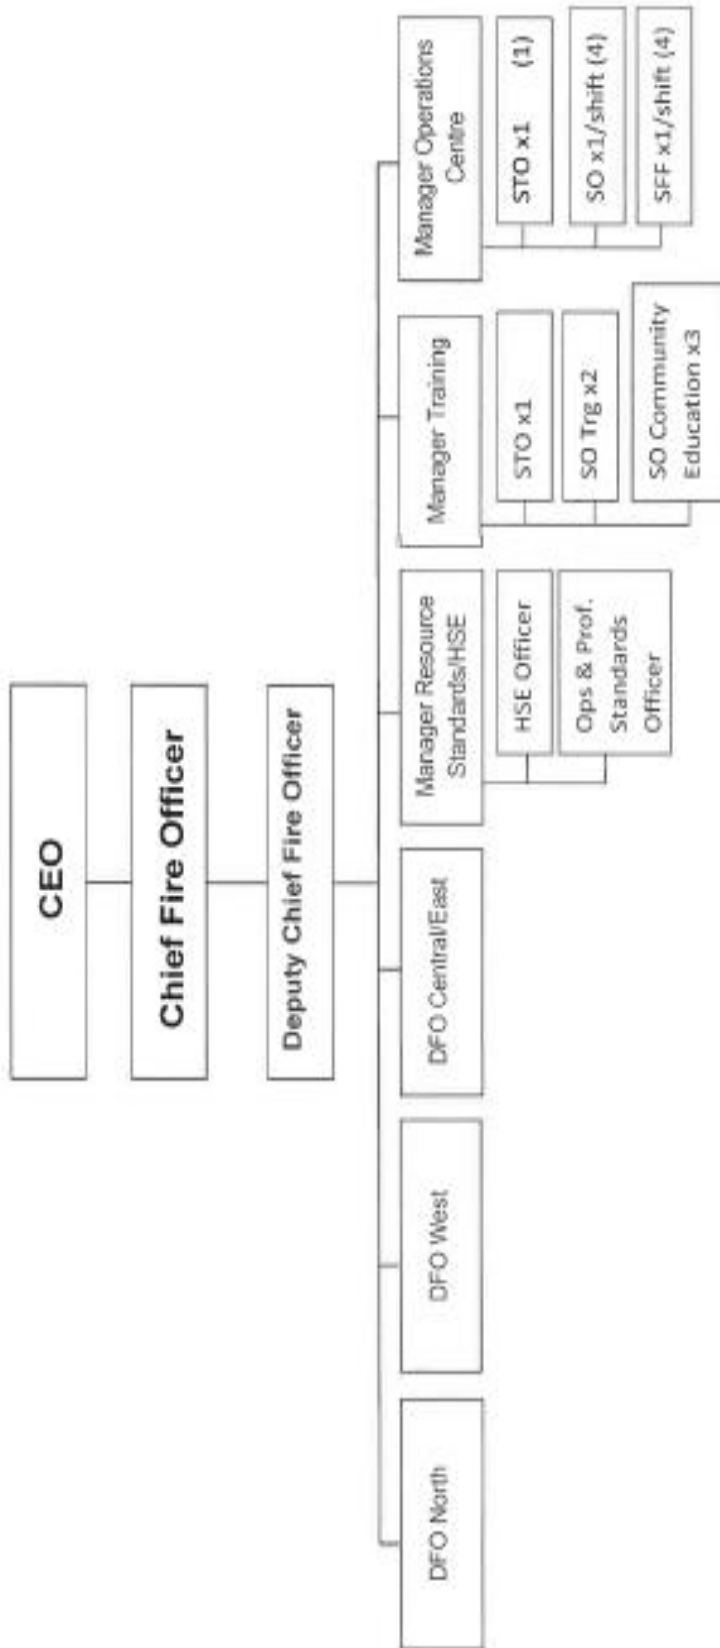 CEO
Chief Fire Officer
Deputy Chief Fire Officer
DFO North
DFO West
DFO Central/East
Manager Resource
Standards/HSE
HSE Officer
Ops & Prof.
Standards
Officer
Manager Training
STO x1
SO Trg x2
SO Community
Education x3
Manager Operations
Centre
STO x1 (1)
SO x1/shift (4)
SFF x1/shift (4)